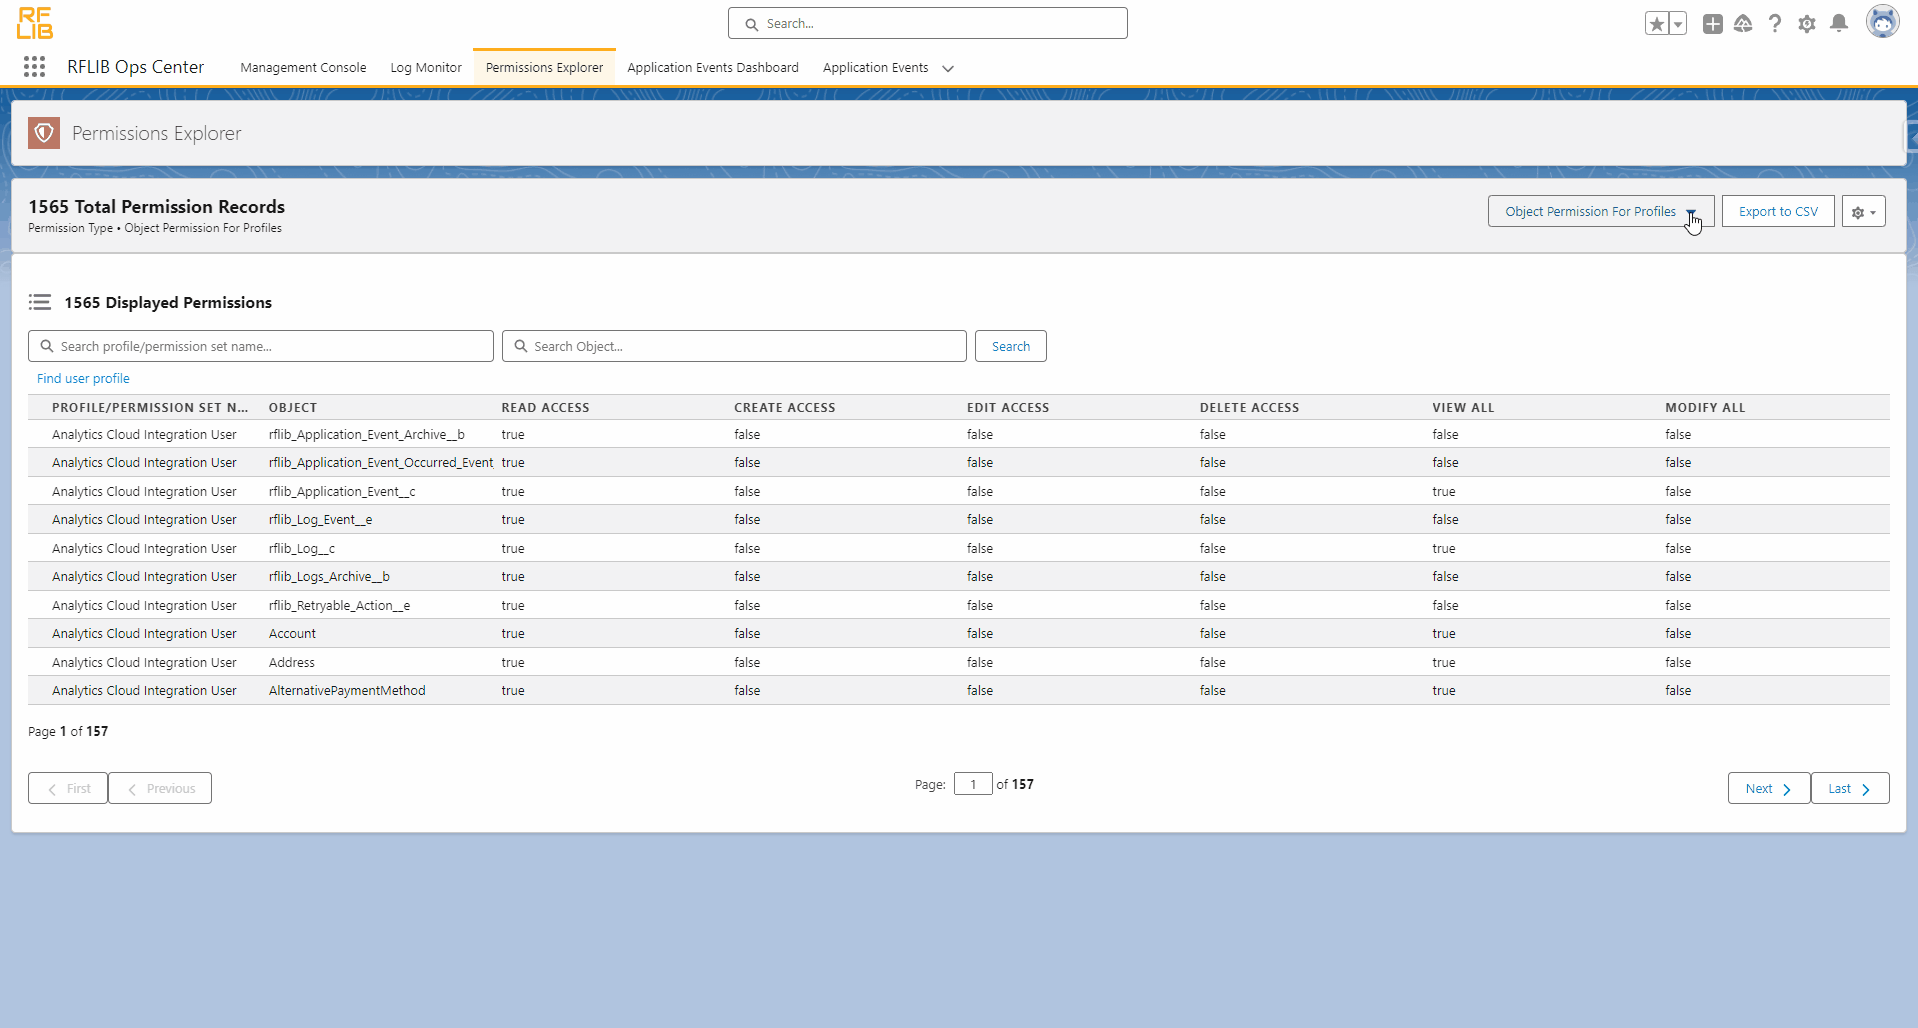 RF
LIB
Search...
RFLIB Ops Center
Management Console
Log Monitor
Permissions Explorer
Application Events Dashboard
Application Events
Permissions Explorer
1565 Total Permission Records
Permission Type • Object Permission For Profiles
Object Permission For Profiles
Export to CSV
1565 Displayed Permissions
Search profile/permission set name...
Search Object...
Search
Find user profile
PROFILE/PERMISSION SET N... OBJECT READ ACCESS CREATE ACCESS EDIT ACCESS DELETE ACCESS VIEW ALL MODIFY ALL
Analytics Cloud Integration User rflib_Application_Event_Archive__b true false false false false false
Analytics Cloud Integration User rflib_Application_Event_Occurred_Event true false false false false false
Analytics Cloud Integration User rflib_Application_Event__c true false false false true false
Analytics Cloud Integration User rflib_Log_Event__e true false false false false false
Analytics Cloud Integration User rflib_Log__c true false false false true false
Analytics Cloud Integration User rflib_Logs_Archive__b true false false false false false
Analytics Cloud Integration User rflib_Retryable_Action__e true false false false false false
Analytics Cloud Integration User Account true false false false true false
Analytics Cloud Integration User Address true false false false true false
Analytics Cloud Integration User AlternativePaymentMethod true false false false true false
Page 1 of 157
First
Previous
Page: 1 of 157
Next
Last